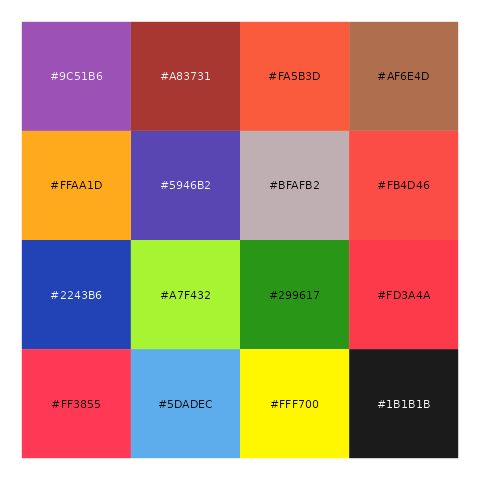 #9C51B6 #A83731 #FA5B3D #AF6E4D
#FFAA1D #5946B2 #BFAFB2 #FB4D46
#2243B6 #A7F432 #299617 #FD3A4A
#FF3855 #5DADEC #FFF700 #1B1B1B